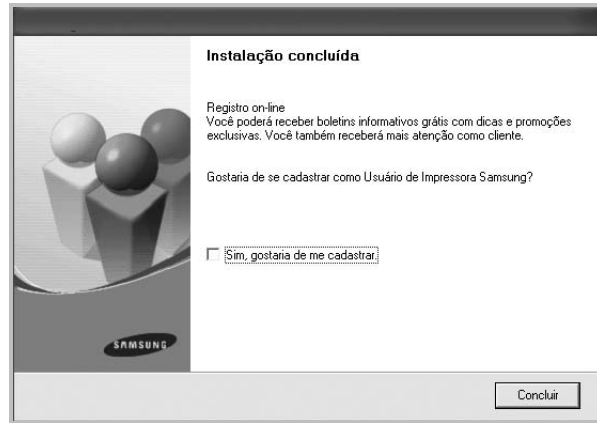 Instalação concluída
Registro on-line
Você poderá receber boletins informativos grátis com dicas e promoções
exclusivas. Você também receberá mais atenção como cliente.
Gostaria de se cadastrar como Usuário de Impressora Samsung?
Sim, gostaria de me cadastrar.
SAMSUNG
Concluir